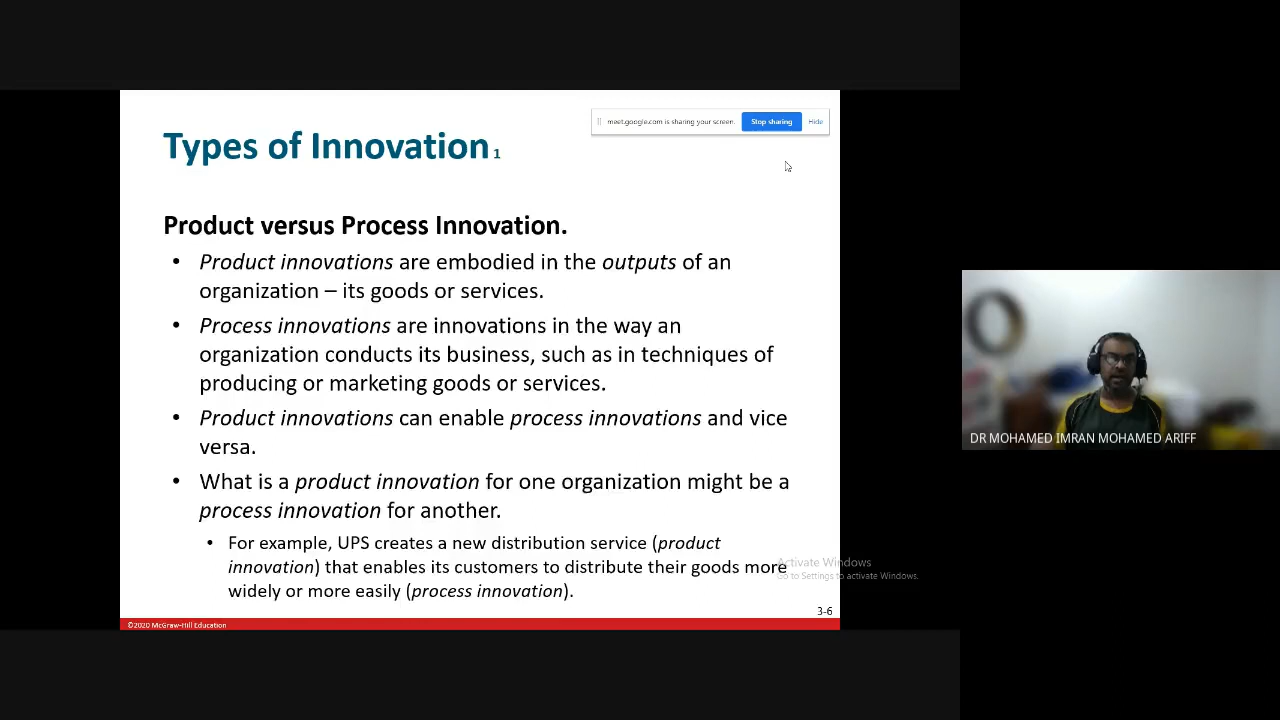 meet.google.com is sharing your screen. Stop sharing Hide
Types of Innovation 1
Product versus Process Innovation.
• Product innovations are embodied in the outputs of an
organization – its goods or services.
• Process innovations are innovations in the way an
organization conducts its business, such as in techniques of
producing or marketing goods or services.
• Product innovations can enable process innovations and vice
versa.
• What is a product innovation for one organization might be a
process innovation for another.
• For example, UPS creates a new distribution service (product
innovation) that enables its customers to distribute their goods more
widely or more easily (process innovation).
Activate Windows
Go to Settings to activate Windows.
3-6
©2020 McGraw-Hill Education
DR MOHAMED IMRAN MOHAMED ARIFF